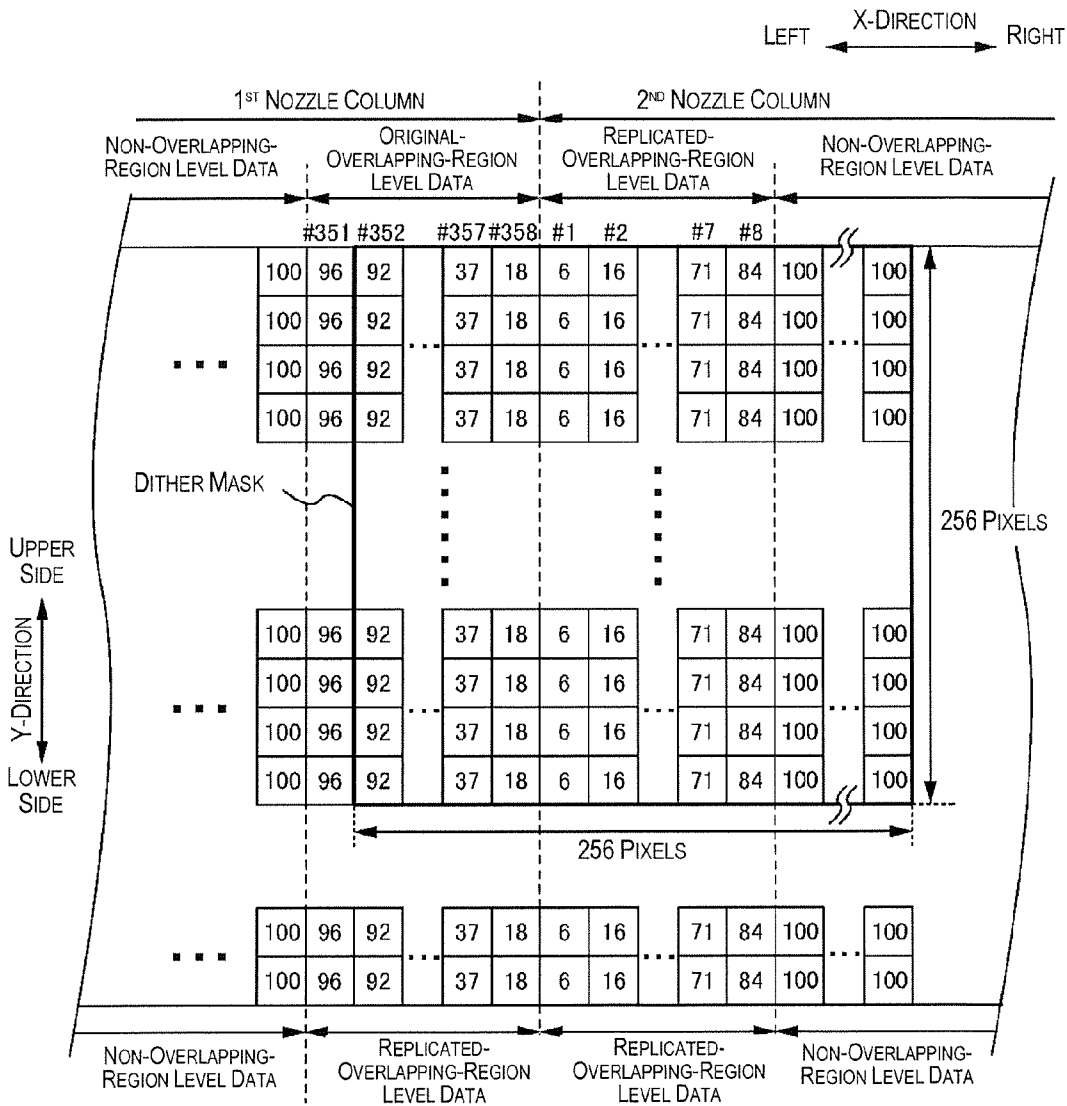 X-DIRECTION
LEFT RIGHT
1ST NOZZLE COLUMN 2ND NOZZLE COLUMN
NON-OVERLAPPING-
REGION LEVEL DATA
ORIGINAL-
OVERLAPPING-REGION
LEVEL DATA
REPLICATED-
OVERLAPPING-REGION
LEVEL DATA
NON-OVERLAPPING-
REGION LEVEL DATA
#351 #352 #357 #358 #1 #2 #7 #8
100 96 92 37 18 6 16 71 84 100 100
100 96 92 ... 37 18 6 16 ... 71 84 100 ... 100
100 96 92 37 18 6 16 71 84 100 100
100 96 92 37 18 6 16 71 84 100 100
DITHER MASK
256 PIXELS
UPPER
SIDE
Y-DIRECTION
LOWER
SIDE
100 96 92 37 18 6 16 71 84 100 100
100 96 92 37 18 6 16 71 84 100 100
100 96 92 ... 37 18 6 16 ... 71 84 100 ... 100
100 96 92 37 18 6 16 71 84 100 100
256 PIXELS
100 96 92 ... 37 18 6 16 ... 71 84 100 ... 100
100 96 92 37 18 6 16 71 84 100 100
NON-OVERLAPPING-
REGION LEVEL DATA
REPLICATED-
OVERLAPPING-REGION
LEVEL DATA
REPLICATED-
OVERLAPPING-REGION
LEVEL DATA
NON-OVERLAPPING-
REGION LEVEL DATA